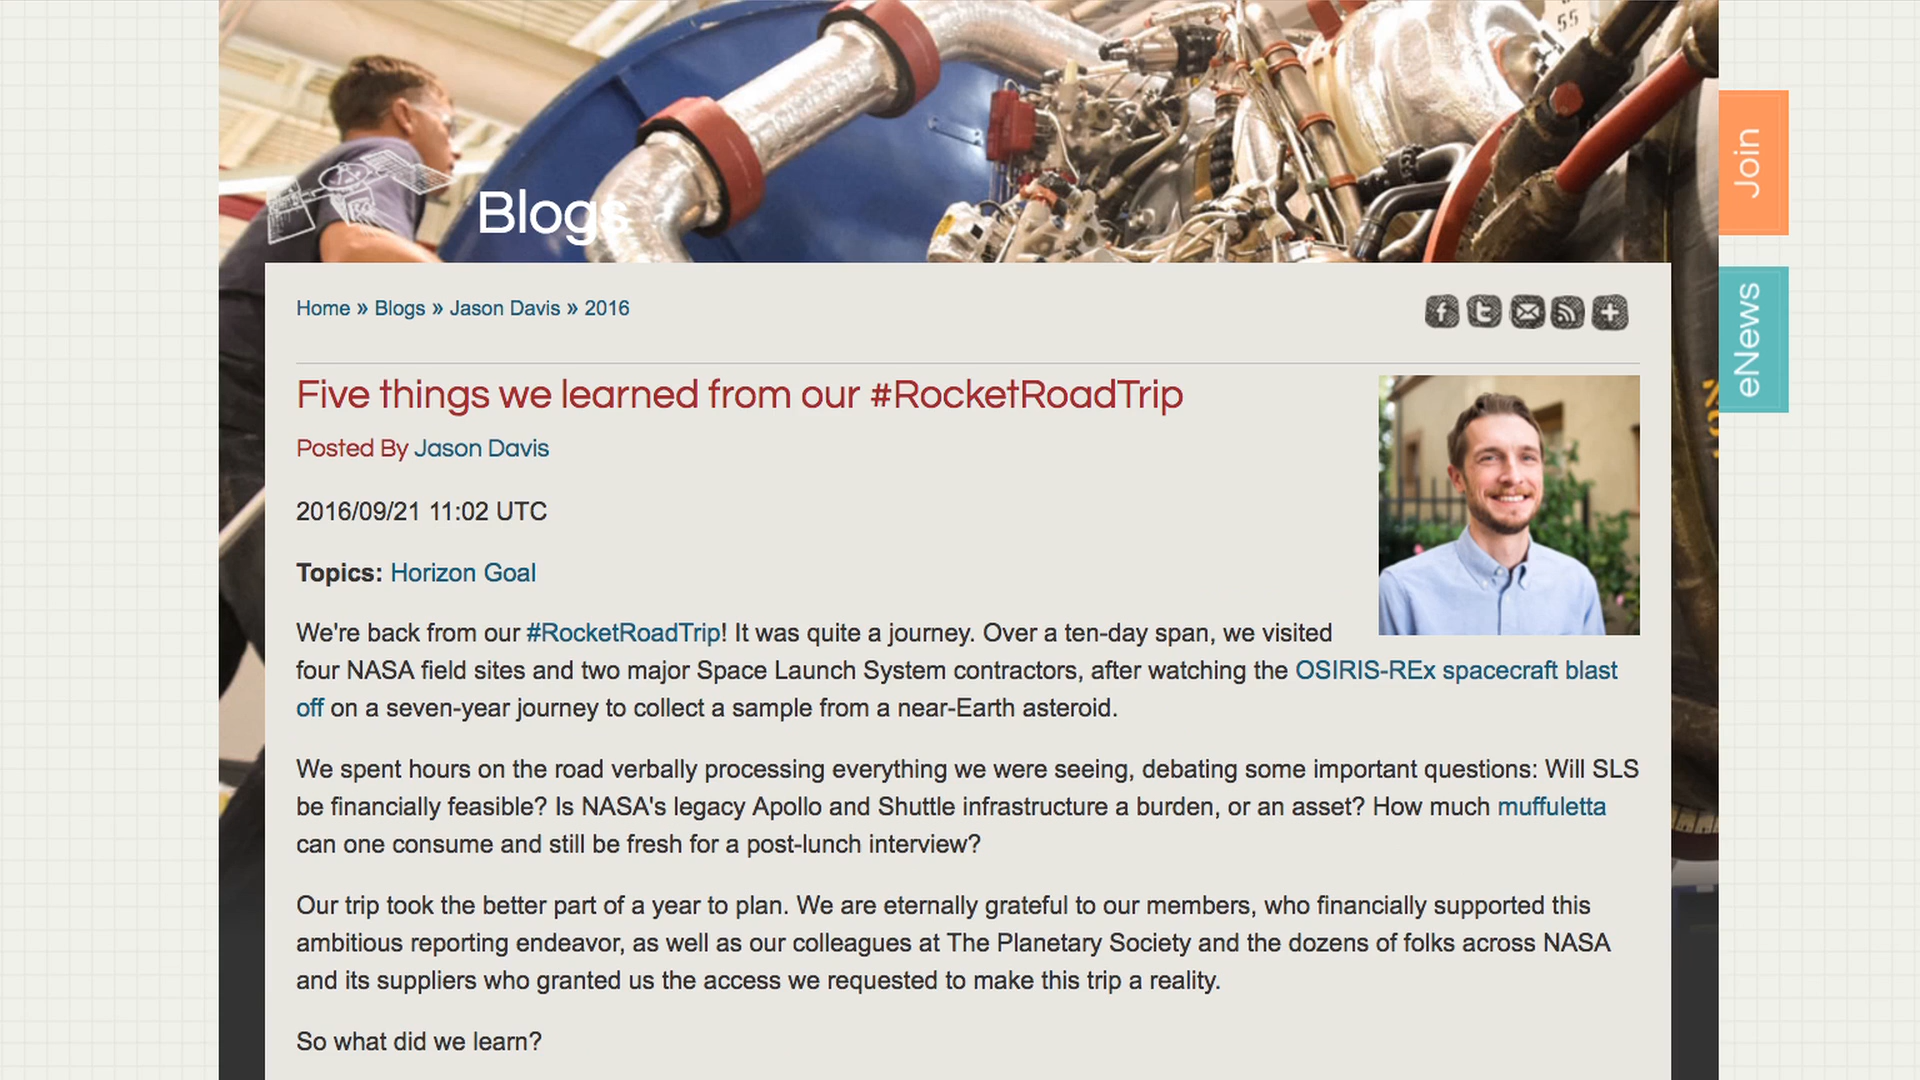 55
Join
Blogs
eNews
Home » Blogs » Jason Davis » 2016
Five things we learned from our #RocketRoadTrip
Posted By Jason Davis
2016/09/21 11:02 UTC
Topics: Horizon Goal
We're back from our #RocketRoadTrip! It was quite a journey. Over a ten-day span, we visited
four NASA field sites and two major Space Launch System contractors, after watching the OSIRIS-REx spacecraft blast
off on a seven-year journey to collect a sample from a near-Earth asteroid.
We spent hours on the road verbally processing everything we were seeing, debating some important questions: Will SLS
be financially feasible? Is NASA's legacy Apollo and Shuttle infrastructure a burden, or an asset? How much muffuletta
can one consume and still be fresh for a post-lunch interview?
Our trip took the better part of a year to plan. We are eternally grateful to our members, who financially supported this
ambitious reporting endeavor, as well as our colleagues at The Planetary Society and the dozens of folks across NASA
and its suppliers who granted us the access we requested to make this trip a reality.
So what did we learn?